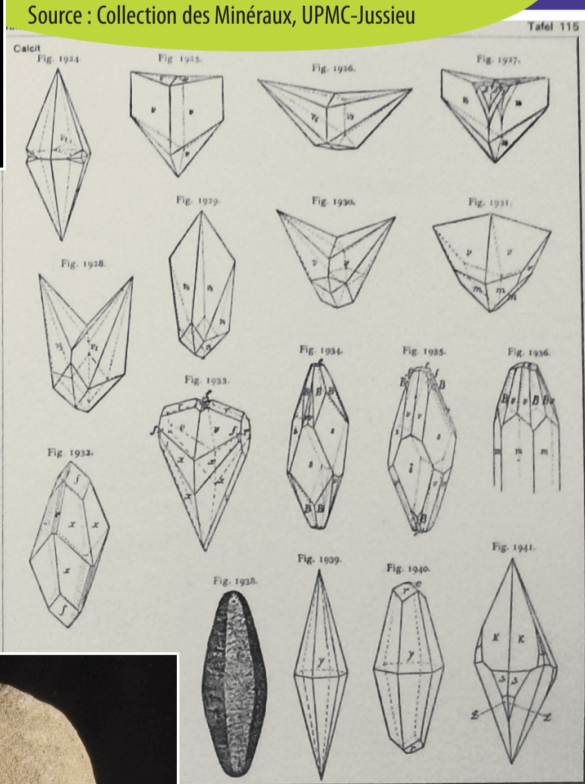 Source : Collection des Minéraux, UPMC-Jussieu
Tafel 115
Calcit
Fig. 1924.
Fig. 1925.
Fig. 1926.
Fig. 1927.
Fig. 1928.
Fig. 1929.
Fig. 1930.
Fig. 1931.
Fig. 1932.
Fig. 1933.
Fig. 1934.
Fig. 1935.
Fig. 1936.
Fig. 1938.
Fig. 1939.
Fig. 1940.
Fig. 1941.